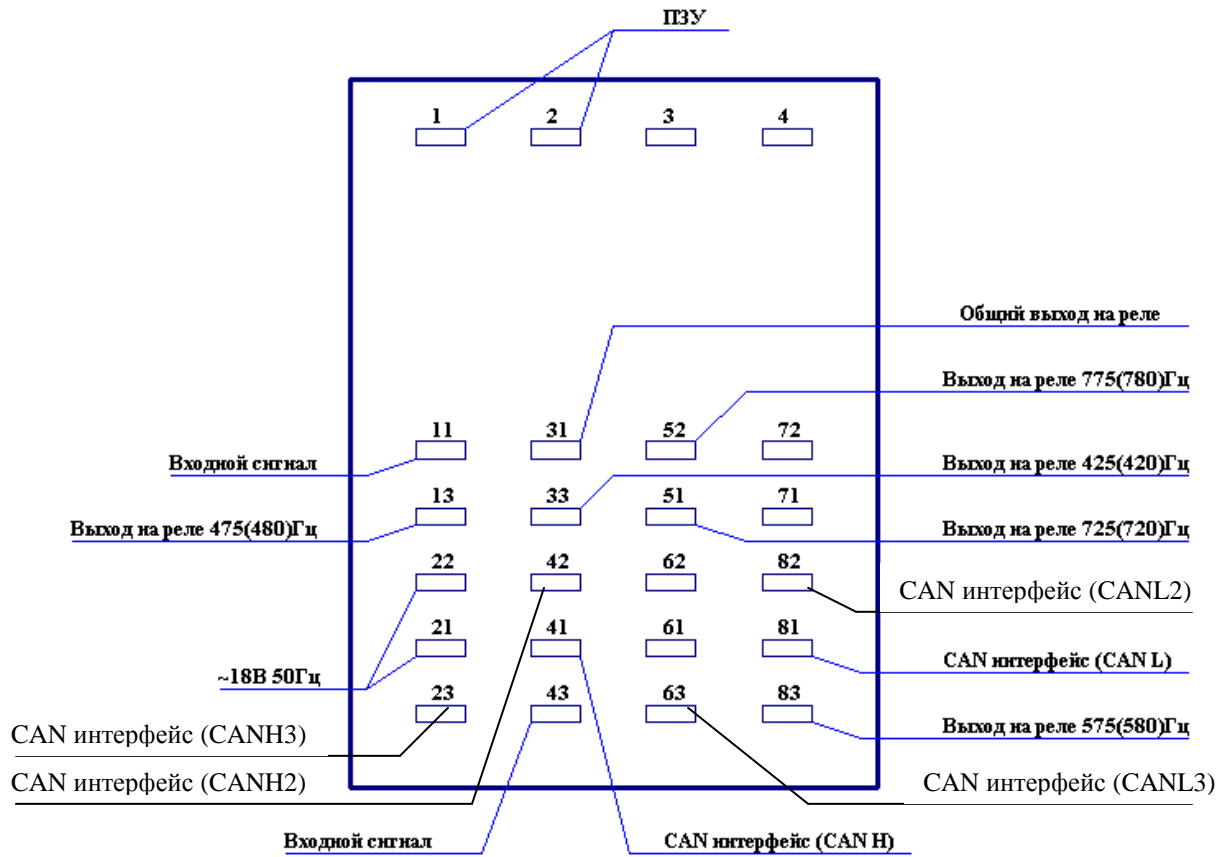 ПЗУ
1 2 3 4
Общий выход на реле
Выход на реле 775(780)Гц
11 31 52 72
Входной сигнал
Выход на реле 425(420)Гц
13 33 51 71
Выход на реле 475(480)Гц
Выход на реле 725(720)Гц
22 42 62 82
CAN интерфейс (CANL2)
21 41 61 81
CAN интерфейс (CAN L)
~18В 50Гц
23 43 63 83
Выход на реле 575(580)Гц
CAN интерфейс (CANH3)
CAN интерфейс (CANH2)
CAN интерфейс (CANL3)
Входной сигнал
CAN интерфейс (CAN H)